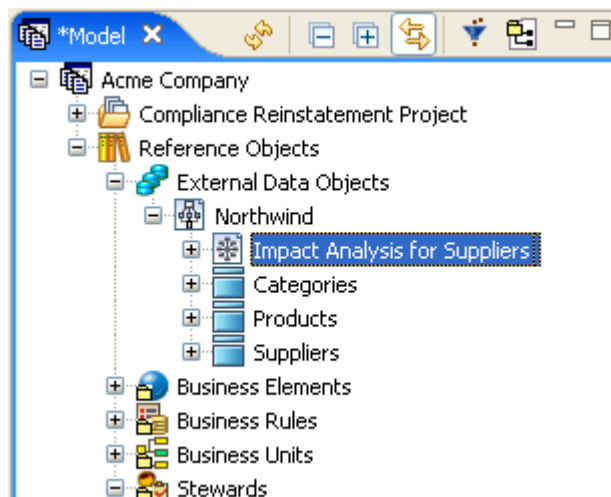 *Model
Acme Company
Compliance Reinstatement Project
Reference Objects
External Data Objects
Northwind
Impact Analysis for Suppliers
Categories
Products
Suppliers
Business Elements
Business Rules
Business Units
Stewards